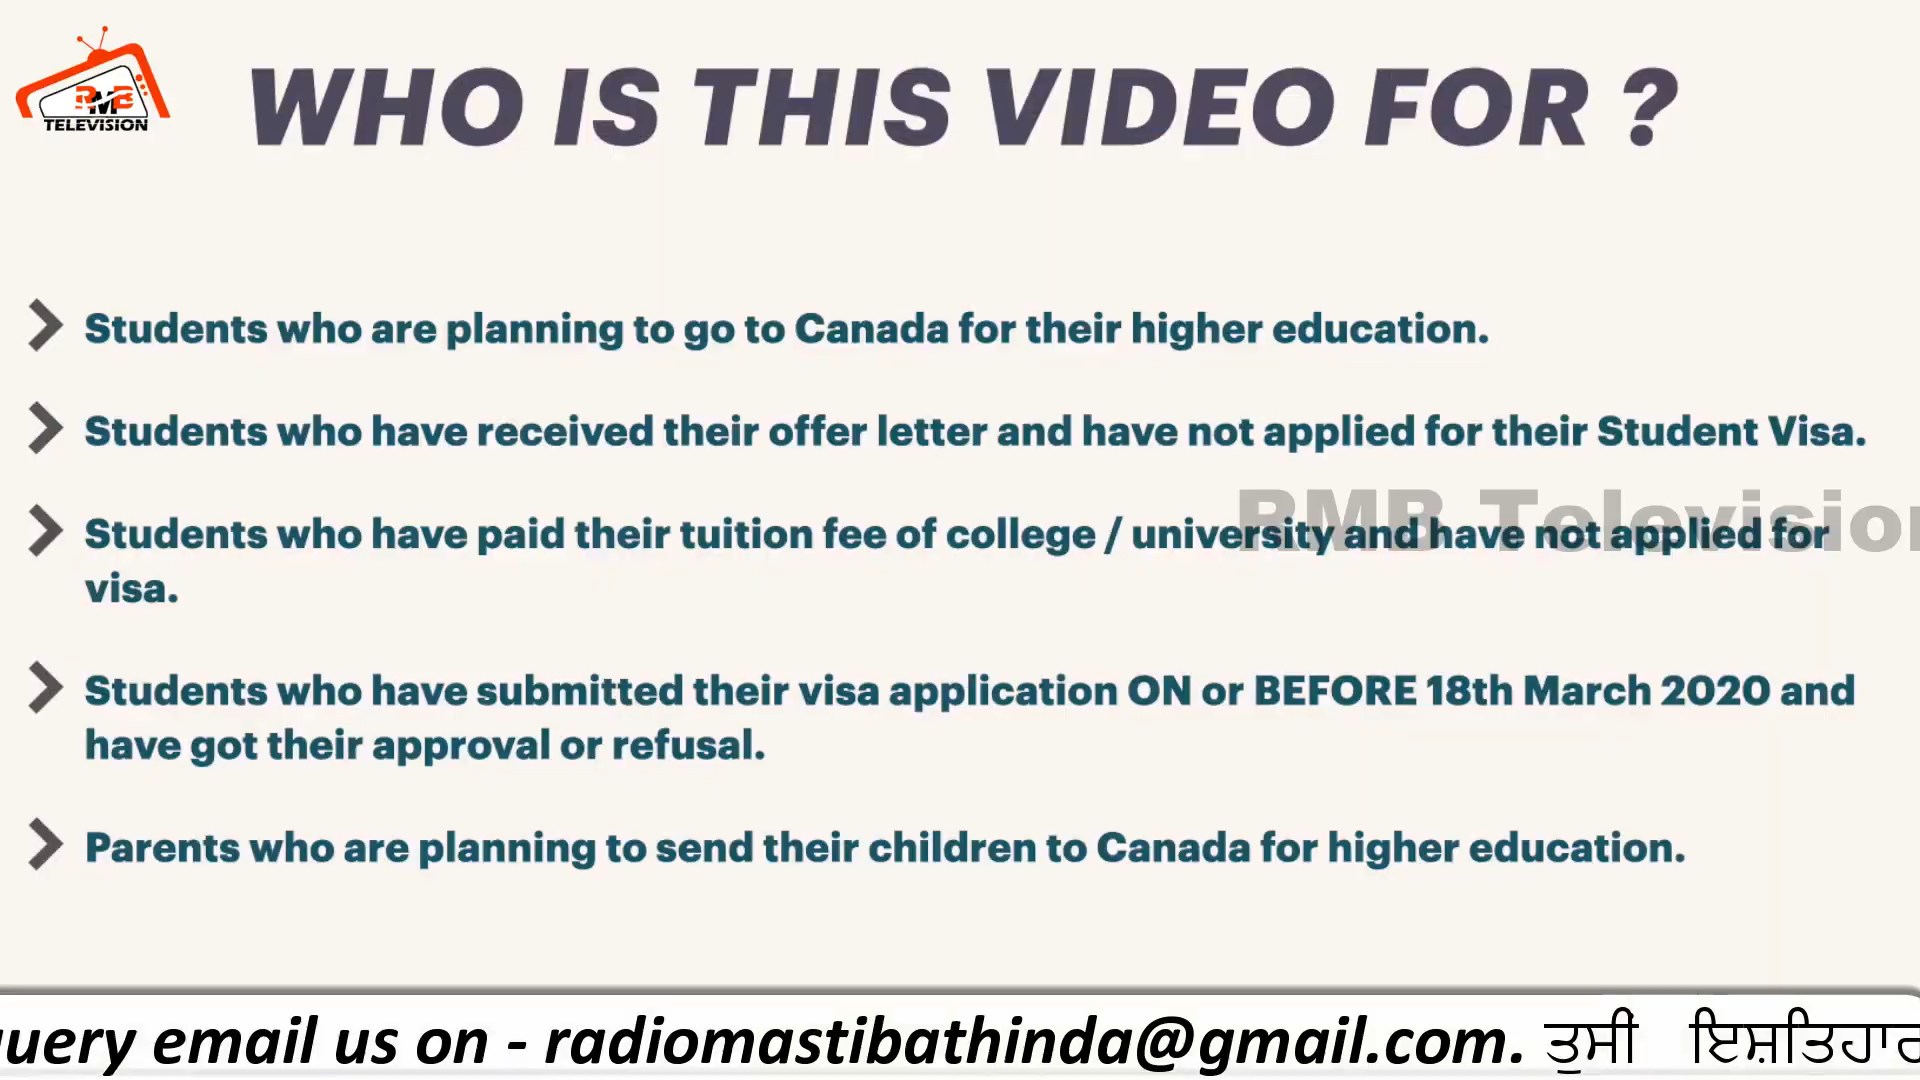 RMB
TELEVISION
WHO IS THIS VIDEO FOR ?
Students who are planning to go to Canada for their higher education.
Students who have received their offer letter and have not applied for their Student Visa.
RMB Television
Students who have paid their tuition fee of college / university and have not applied for
visa.
Students who have submitted their visa application ON or BEFORE 18th March 2020 and
have got their approval or refusal.
Parents who are planning to send their children to Canada for higher education.
query email us on - radiomastibathinda@gmail.com. ਤੁਸੀਂ ਇਸ਼ਤਿਹਾਰ